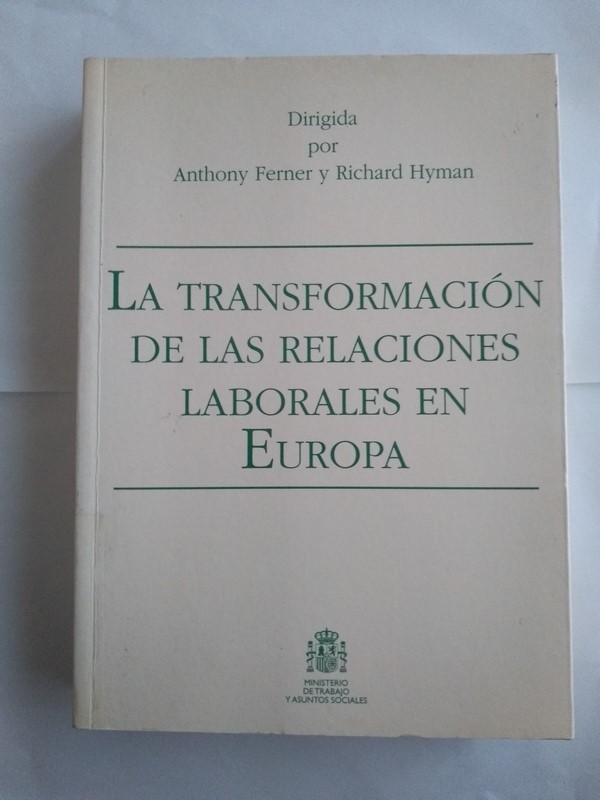 Dirigida
por
Anthony Ferner y Richard Hyman
LA TRANSFORMACIÓN
DE LAS RELACIONES
LABORALES EN
EUROPA
MINISTERIO
DE TRABAJO
Y ASUNTOS SOCIALES